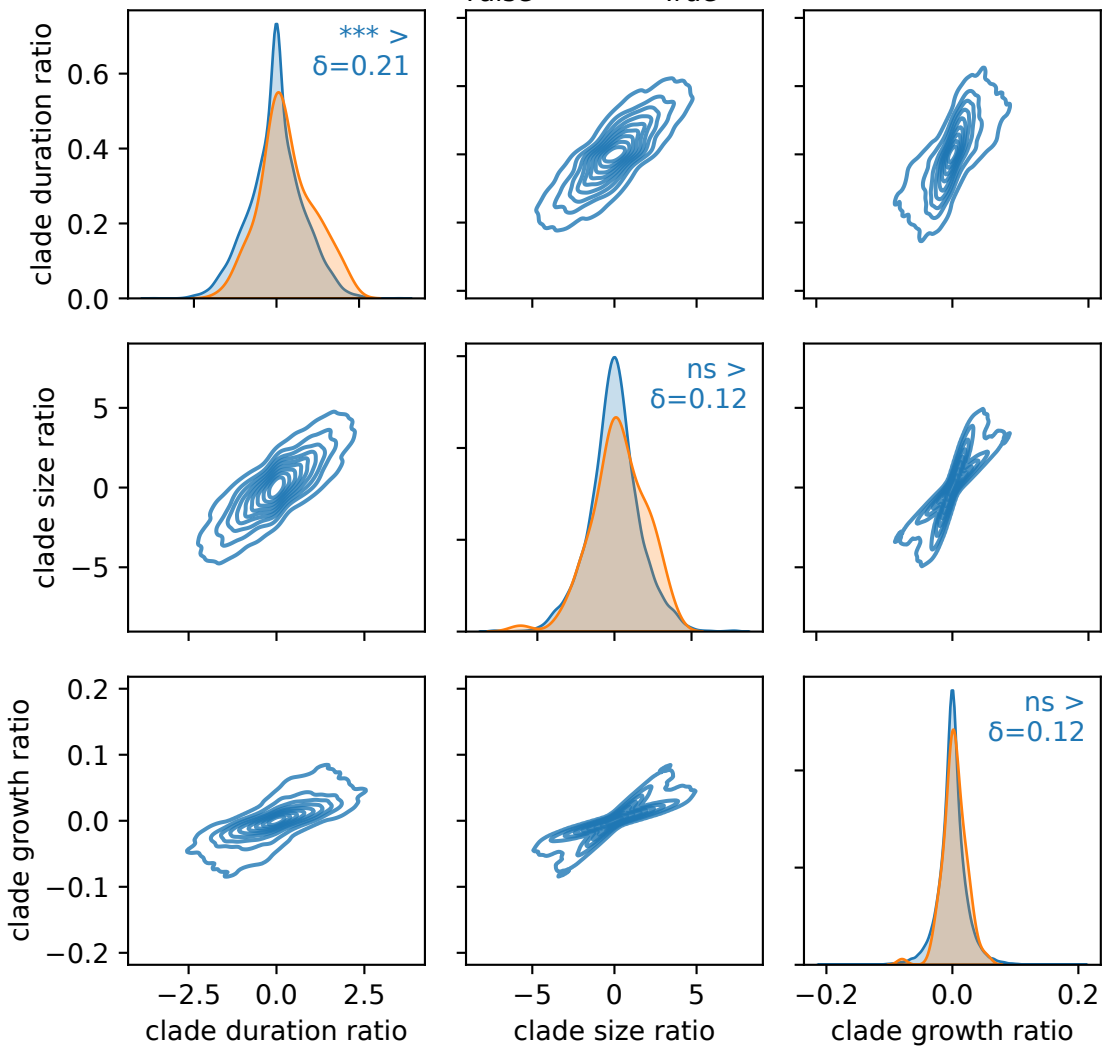 clade duration ratio
0.6
0.4
0.2
0.0
*** >
δ=0.21
clade size ratio
5
0
−5
ns >
δ=0.12
clade growth ratio
0.2
0.1
0.0
−0.1
−0.2
ns >
δ=0.12
−2.5 0.0 2.5
−5 0 5
−0.2 0.0 0.2
clade duration ratio
clade size ratio
clade growth ratio